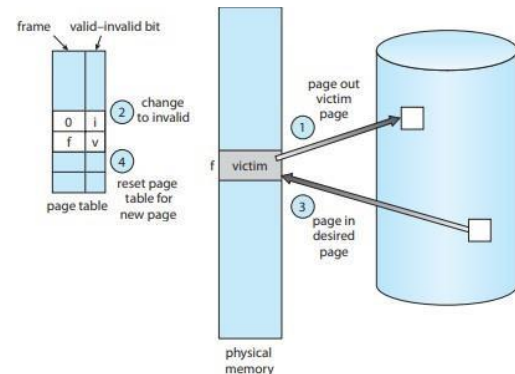 frame
valid–invalid bit
0 i
f v
2
change
to invalid
4
reset page
table for
new page
page table
f victim
physical
memory
1
page out
victim
page
3
page in
desired
page